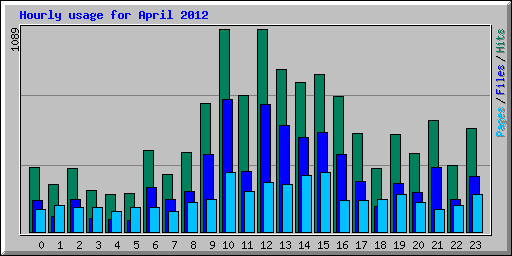 Hourly usage for April 2012
1089
Pages/Files/Hits
0 1 2 3 4 5 6 7 8 9 10 11 12 13 14 15 16 17 18 19 20 21 22 23